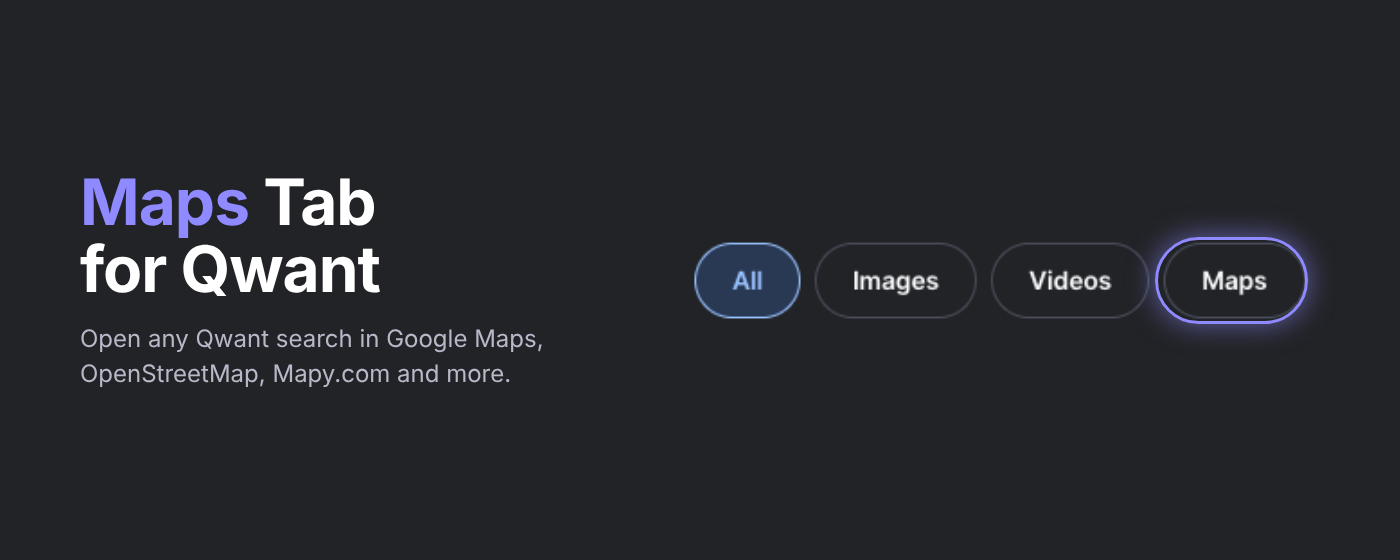 Maps Tab
for Qwant
Open any Qwant search in Google Maps,
OpenStreetMap, Mapy.com and more.
All
Images
Videos
Maps